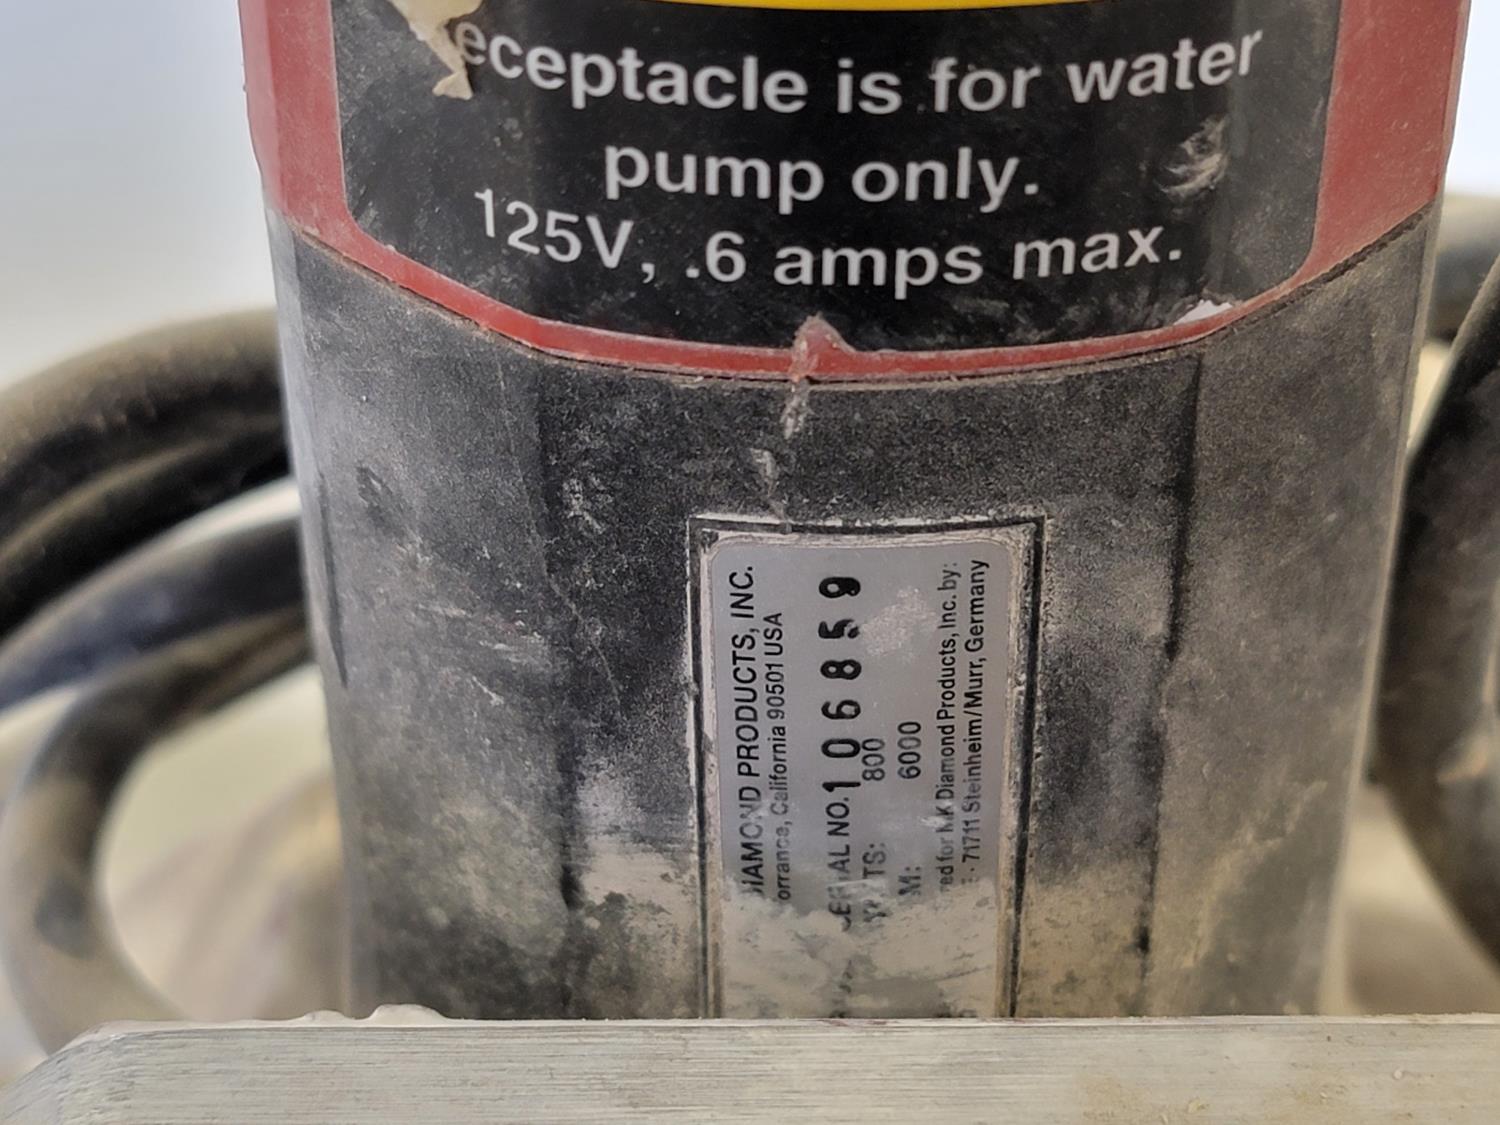 eceptacle is for water
pump only.
125V, .6 amps max.
DIAMOND PRODUCTS, INC.
orrance, California 90501 USA
SERIAL NO. 106859
800
M: 6000
red for MK Diamond Products, Inc. by:
71711 Steinheim/Murr, Germany